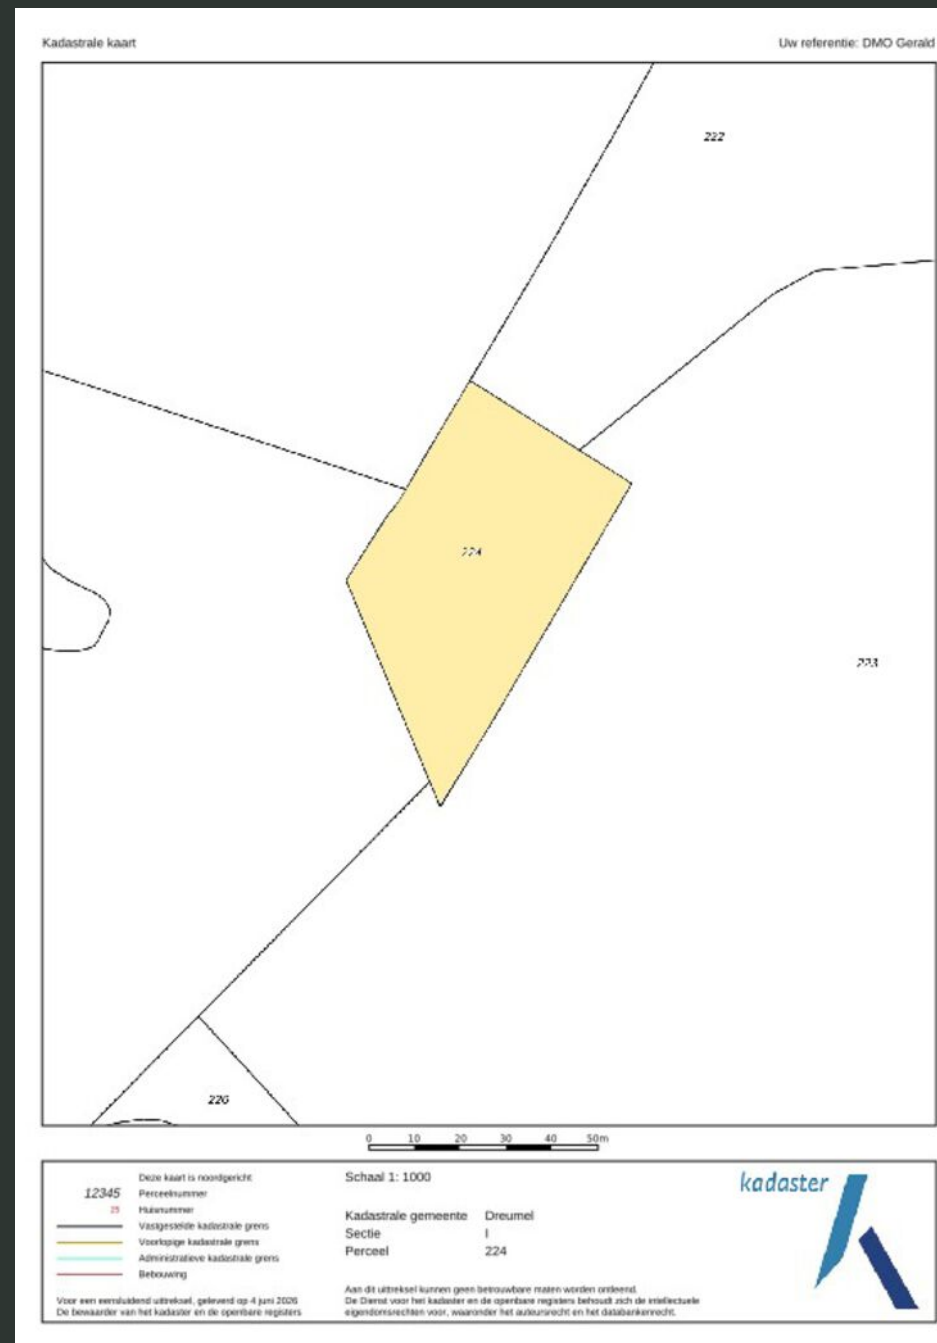 Kadastrale kaart
Uw referentie: DMO Gerald
222
224
223
226
0 10 20 30 40 50m
Deze kaart is noordgericht
12345 Perceelnummer
25 Huisnummer
Vastgestelde kadastrale grens
Voorlopige kadastrale grens
Administratieve kadastrale grens
Bebouwing
Voor een eensluidend uittreksel, geleverd op 4 juni 2026
De bewaarder van het kadaster en de openbare registers
Schaal 1: 1000
Kadastrale gemeente Dreumel
Sectie I
Perceel 224
Aan dit uittreksel kunnen geen betrouwbare maten worden ontleend.
De Dienst voor het kadaster en de openbare registers behoudt zich de intellectuele
eigendomsrechten voor, waaronder het auteursrecht en het databankenrecht.
kadaster